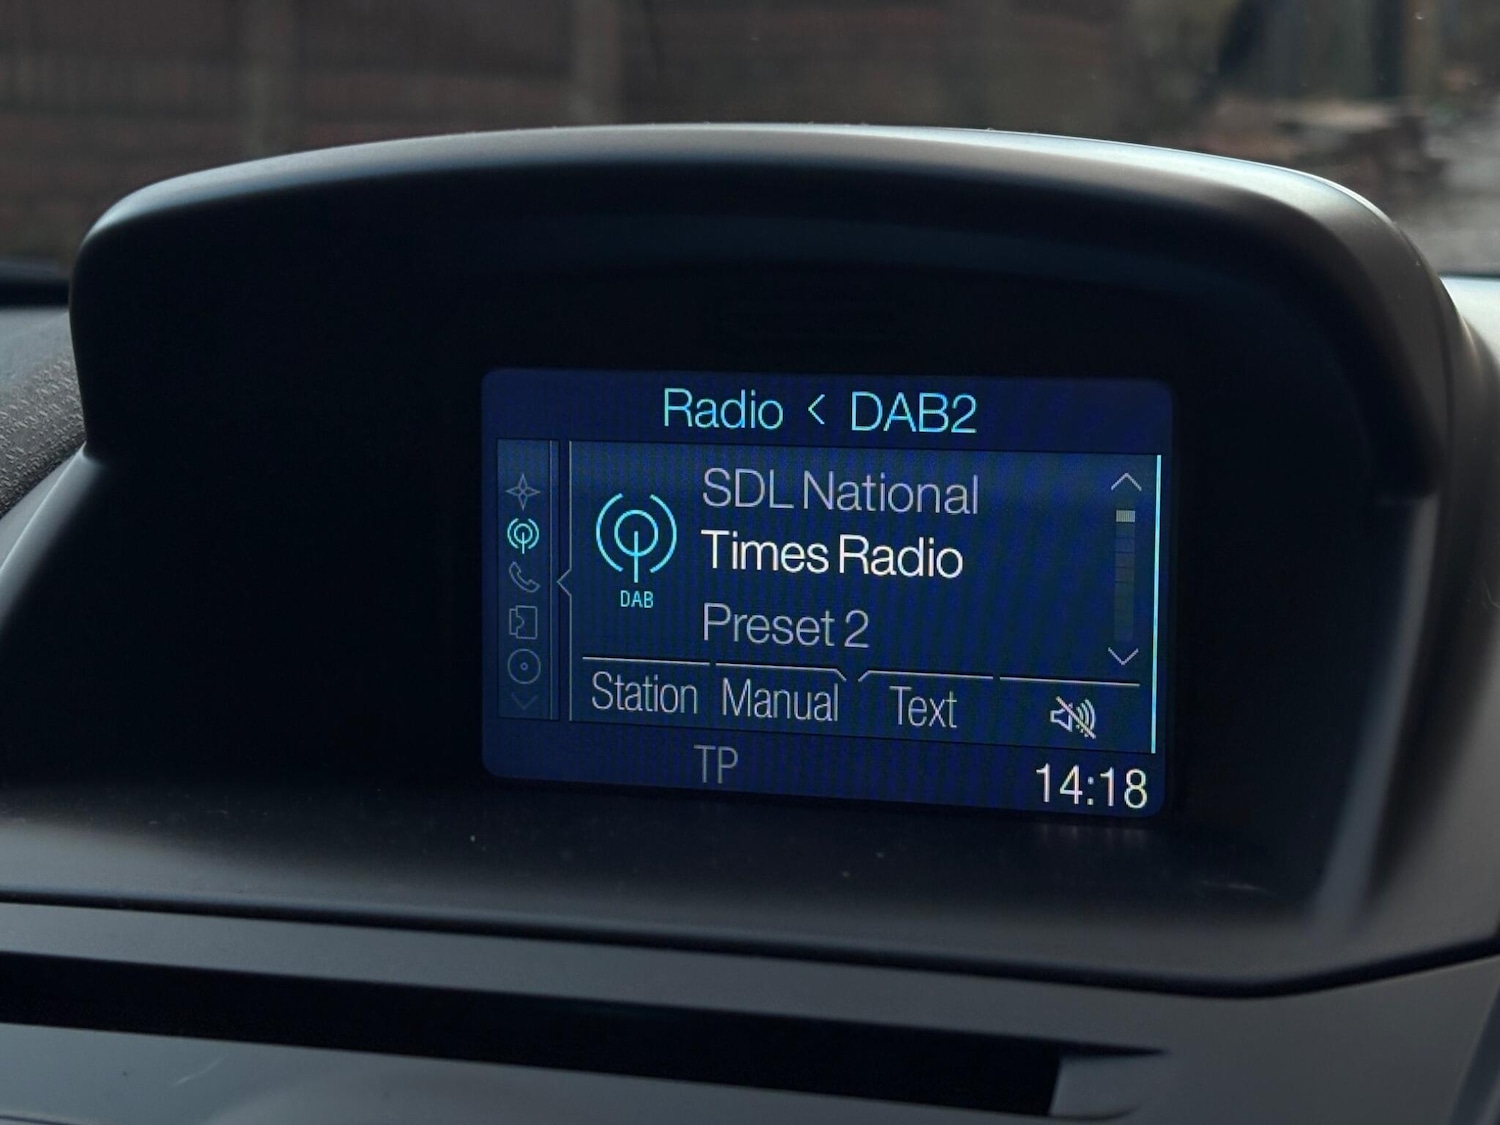 Radio < DAB2
SDL National
Times Radio
DAB
Preset 2
Station Manual Text
TP
14:18